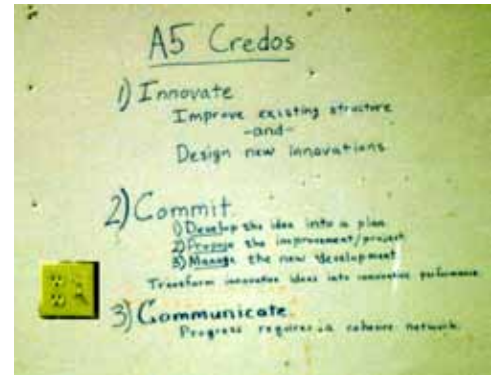 A5 Credos
1) Innovate
Improve existing structure
-and-
Design new innovations
2) Commit
1) Develop the idea into a plan
2) Propose the improvement/project
3) Manage the new development
Transform innovative ideas into innovative performance.
3) Communicate
Progress requires a network.